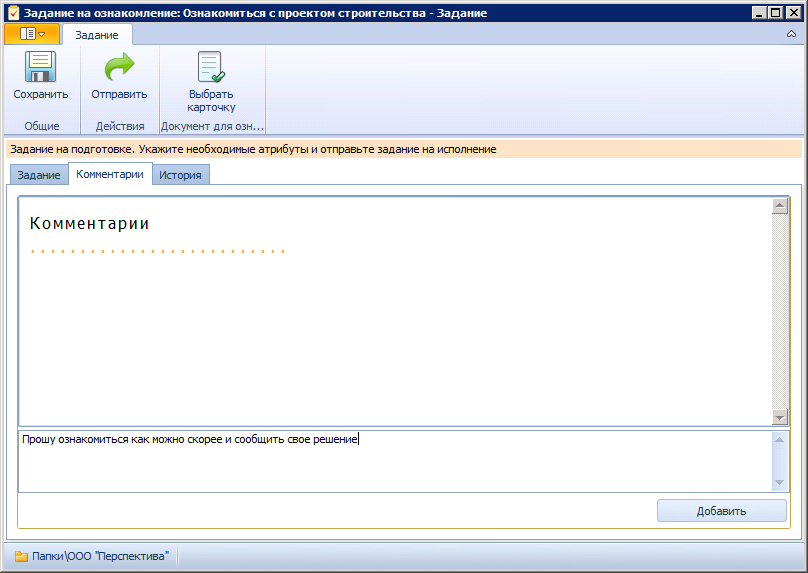 Задание на ознакомление: Ознакомиться с проектом строительства - Задание
Задание
Сохранить
Отправить
Выбрать
карточку
Общие
Действия
Документ для озн...
Задание на подготовке. Укажите необходимые атрибуты и отправьте задание на исполнение
Задание
Комментарии
История
Комментарии
Прошу ознакомиться как можно скорее и сообщить свое решение
Добавить
Папки\ООО "Перспектива"